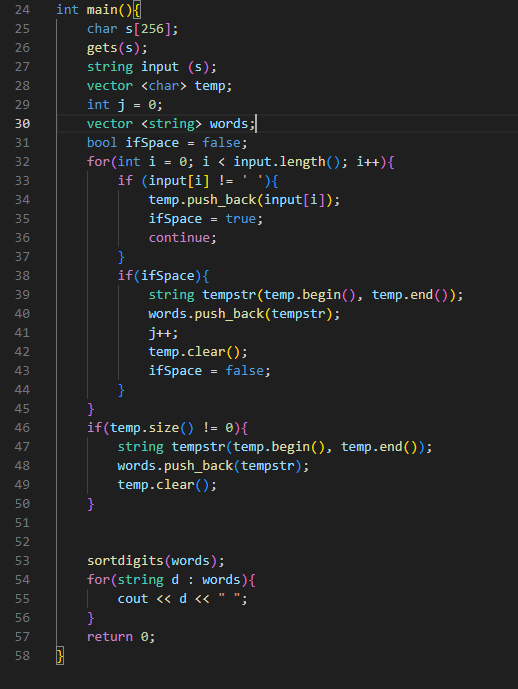 24 int main(){
25     char s[256];
26     gets(s);
27     string input (s);
28     vector <char> temp;
29     int j = 0;
30     vector <string> words;
31     bool ifSpace = false;
32     for(int i = 0; i < input.length(); i++){
33         if (input[i] != ' '){
34             temp.push_back(input[i]);
35             ifSpace = true;
36             continue;
37         }
38         if(ifSpace){
39             string tempstr(temp.begin(), temp.end());
40             words.push_back(tempstr);
41             j++;
42             temp.clear();
43             ifSpace = false;
44         }
45     }
46     if(temp.size() != 0){
47         string tempstr(temp.begin(), temp.end());
48         words.push_back(tempstr);
49         temp.clear();
50     }
51
52
53     sortdigits(words);
54     for(string d : words){
55         cout << d << " ";
56     }
57     return 0;
58 }